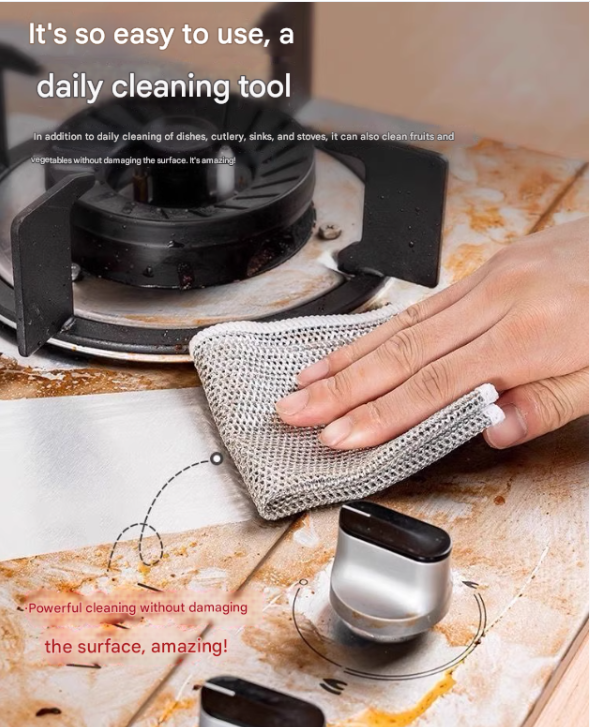 It's so easy to use, a
daily cleaning tool
In addition to daily cleaning of dishes, cutlery, sinks, and stoves, it can also clean fruits and
vegetables without damaging the surface. It's amazing!
Powerful cleaning without damaging
the surface, amazing!